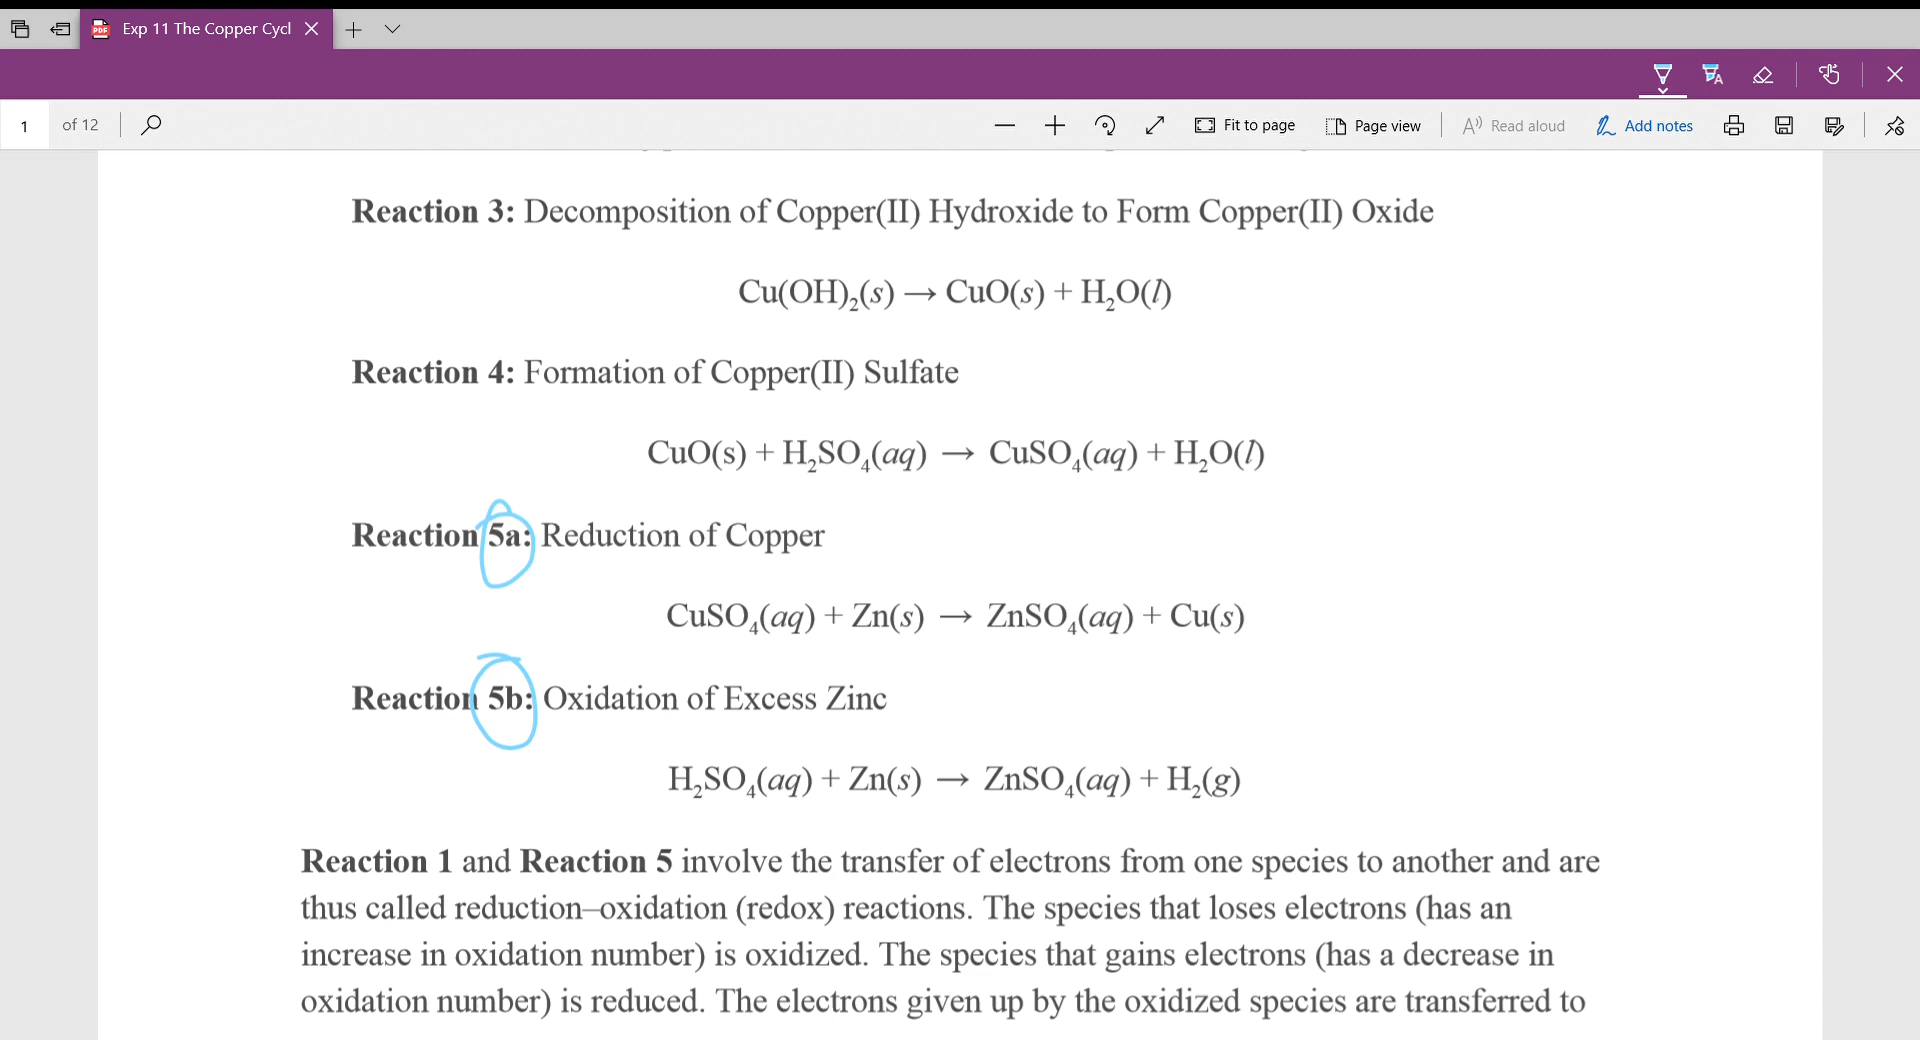 PDF Exp 11 The Copper Cycl
1 of 12 Fit to page Page view Read aloud Add notes
Reaction 3: Decomposition of Copper(II) Hydroxide to Form Copper(II) Oxide
Cu(OH)₂(s) → CuO(s) + H₂O(l)
Reaction 4: Formation of Copper(II) Sulfate
CuO(s) + H₂SO₄(aq) → CuSO₄(aq) + H₂O(l)
Reaction 5a: Reduction of Copper
CuSO₄(aq) + Zn(s) → ZnSO₄(aq) + Cu(s)
Reaction 5b: Oxidation of Excess Zinc
H₂SO₄(aq) + Zn(s) → ZnSO₄(aq) + H₂(g)
Reaction 1 and Reaction 5 involve the transfer of electrons from one species to another and are
thus called reduction–oxidation (redox) reactions. The species that loses electrons (has an
increase in oxidation number) is oxidized. The species that gains electrons (has a decrease in
oxidation number) is reduced. The electrons given up by the oxidized species are transferred to